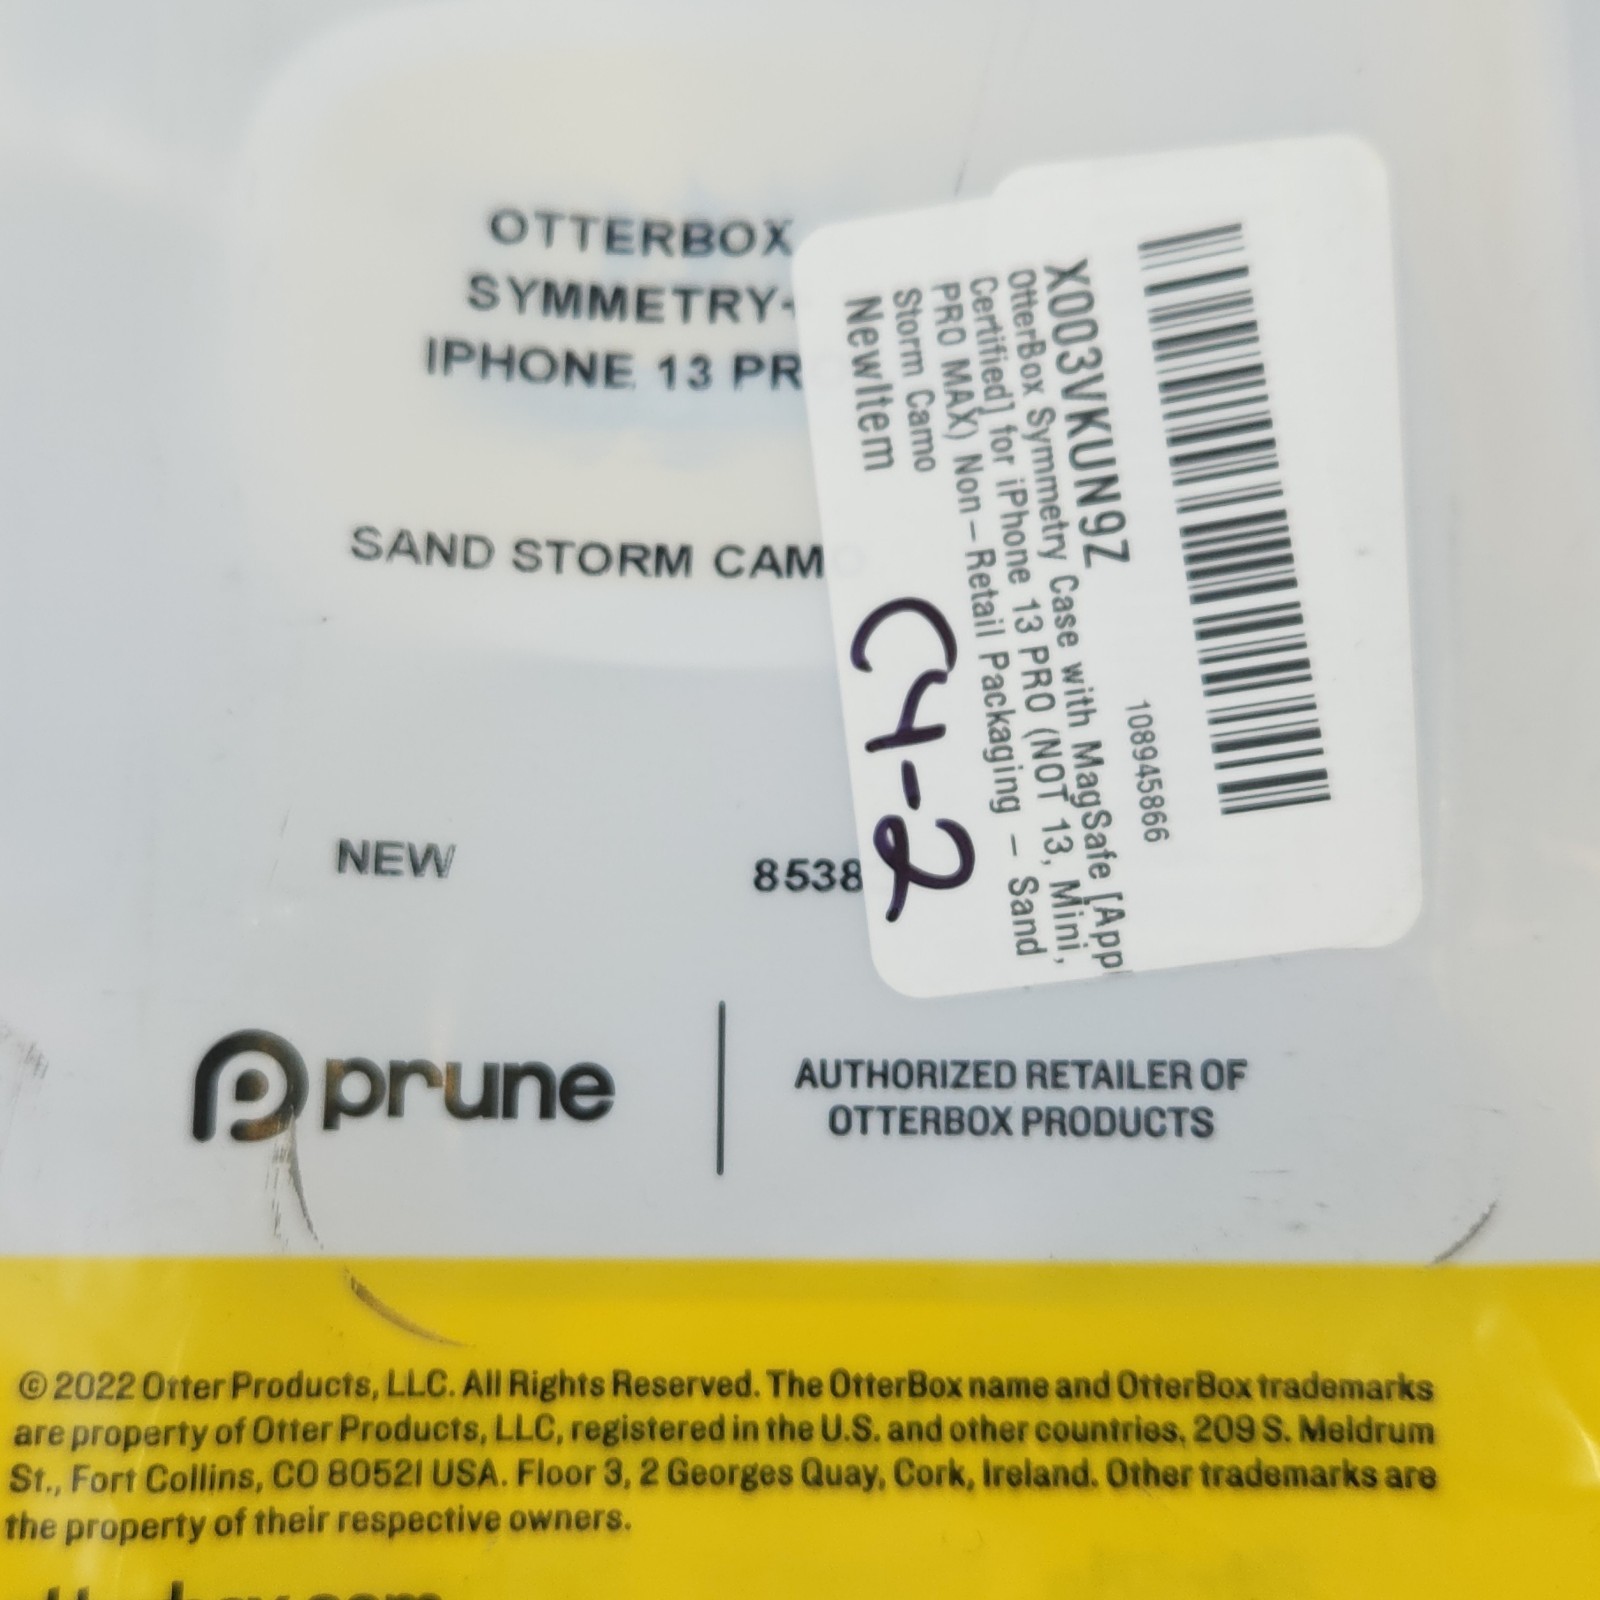 OTTERBOX
SYMMETRY+
IPHONE 13 PR
SAND STORM CAMO
NEW
8538
X003VKUN9Z
108945866
OtterBox Symmetry Case with MagSafe [App
Certified] for iPhone 13 PRO (NOT 13, Mini,
PRO MAX) Non-Retail Packaging - Sand
Storm Camo
NewItem
C4-2
prune
AUTHORIZED RETAILER OF
OTTERBOX PRODUCTS
© 2022 Otter Products, LLC. All Rights Reserved. The OtterBox name and OtterBox trademarks
are property of Otter Products, LLC, registered in the U.S. and other countries, 209 S. Meldrum
St., Fort Collins, CO 80521 USA. Floor 3, 2 Georges Quay, Cork, Ireland. Other trademarks are
the property of their respective owners.